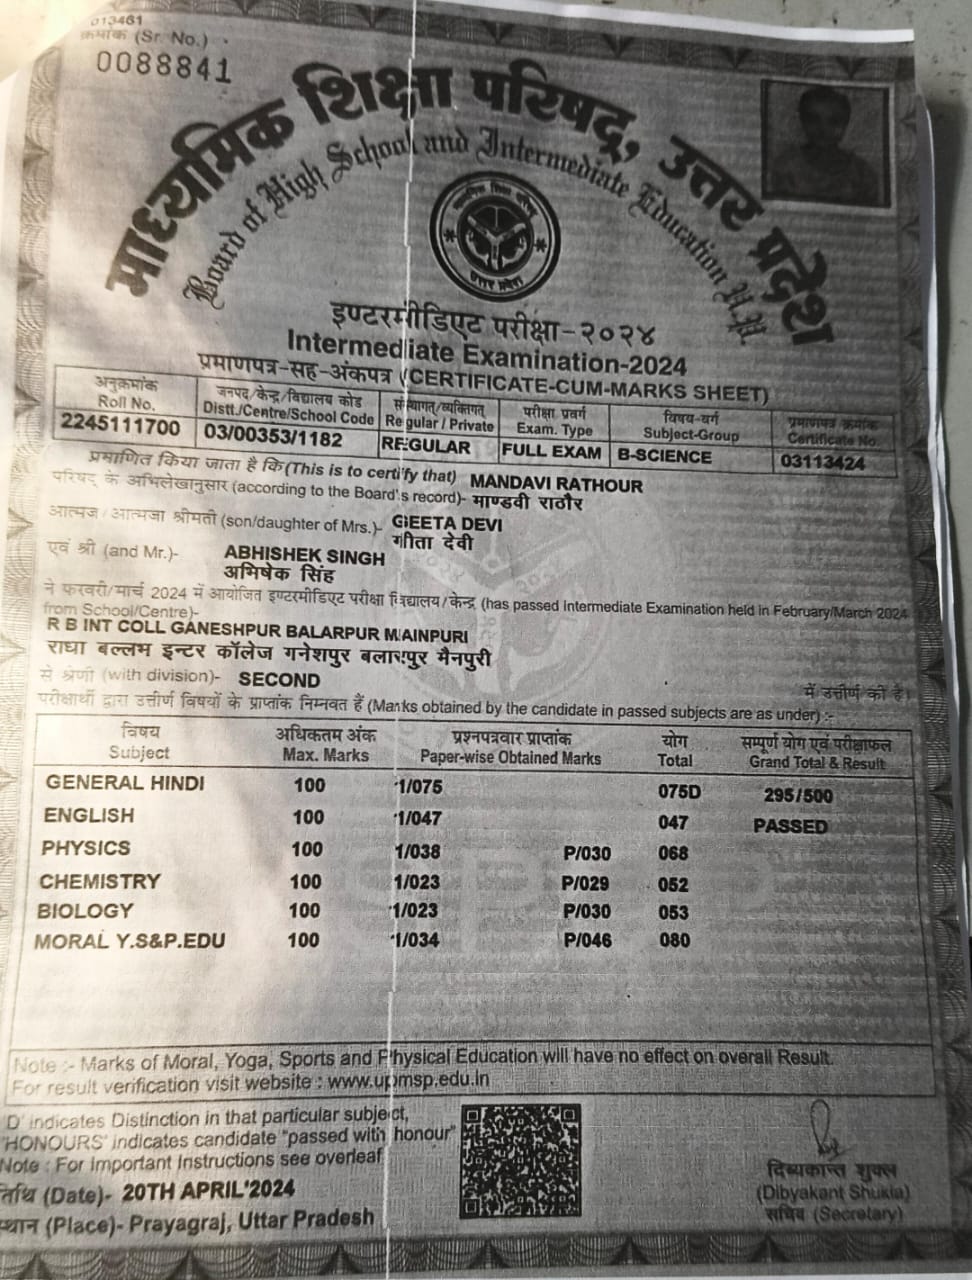 013461
क्रमांक (Sr. No.)
0088841
माध्यमिक शिक्षा परिषद्, उत्तर प्रदेश
Board of High School and Intermediate Education U.P.
माध्यमिक शिक्षा परिषद्
उत्तर प्रदेश
इण्टरमीडिएट परीक्षा-२०२४
Intermediate Examination-2024
प्रमाणपत्र-सह-अंकपत्र (CERTIFICATE-CUM-MARKS SHEET)
अनुक्रमांक जनपद/केन्द्र/विद्यालय कोड संस्थागत/व्यक्तिगत परीक्षा प्रवर्ग विषय-वर्ग प्रमाणपत्र क्रमांक
Roll No. Distt./Centre/School Code Regular / Private Exam. Type Subject-Group Certificate No.
2245111700 03/00353/1182 REGULAR FULL EXAM B-SCIENCE 03113424
प्रमाणित किया जाता है कि (This is to certify that) MANDAVI RATHOUR
परिषद् के अभिलेखानुसार (according to the Board's record)- माण्डवी राठौर
आत्मज/आत्मजा श्रीमती (son/daughter of Mrs.)- GEETA DEVI
गीता देवी
एवं श्री (and Mr.)- ABHISHEK SINGH
अभिषेक सिंह
ने फरवरी/मार्च 2024 में आयोजित इण्टरमीडिएट परीक्षा विद्यालय/केन्द्र (has passed Intermediate Examination held in February/March 2024
from School/Centre)-
R B INT COLL GANESHPUR BALARPUR MAINPURI
राधा बल्लभ इन्टर कॉलेज गनेशपुर बलारपुर मैनपुरी
से श्रेणी (with division)- SECOND में उत्तीर्ण की है।
परीक्षार्थी द्वारा उत्तीर्ण विषयों के प्राप्तांक निम्नवत हैं (Marks obtained by the candidate in passed subjects are as under) :-
विषय अधिकतम अंक प्रश्नपत्रवार प्राप्तांक योग सम्पूर्ण योग एवं परीक्षाफल
Subject Max. Marks Paper-wise Obtained Marks Total Grand Total & Result
GENERAL HINDI 100 1/075 075D 295/500
ENGLISH 100 1/047 047 PASSED
PHYSICS 100 1/038 P/030 068
CHEMISTRY 100 1/023 P/029 052
BIOLOGY 100 1/023 P/030 053
MORAL Y.S&P.EDU 100 1/034 P/046 080
Note :- Marks of Moral, Yoga, Sports and Physical Education will have no effect on overall Result.
For result verification visit website : www.upmsp.edu.in
'D' indicates Distinction in that particular subject,
'HONOURS' indicates candidate "passed with honour"
Note : For Important Instructions see overleaf
तिथि (Date)- 20TH APRIL'2024
स्थान (Place)- Prayagraj, Uttar Pradesh
दिब्यकान्त शुक्ल
(Dibyakant Shukla)
सचिव (Secretary)